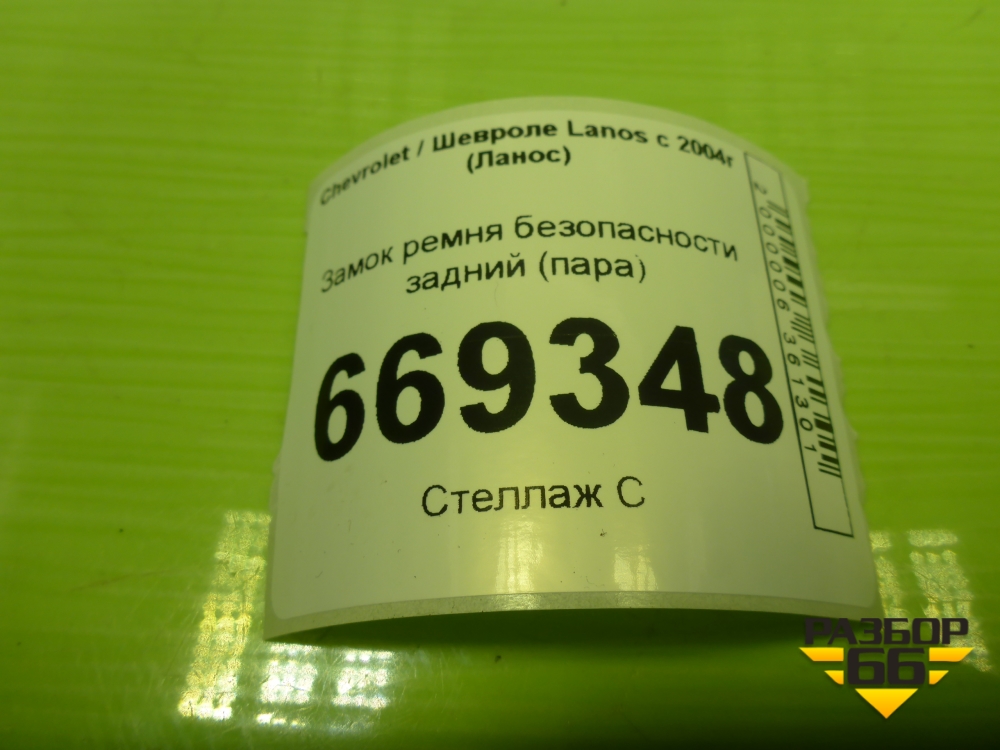 Chevrolet / Шевроле Lanos с 2004г
(Ланос)
Замок ремня безопасности
задний (пара)
669348
Стеллаж С
2000006361301
РАЗБОР
66